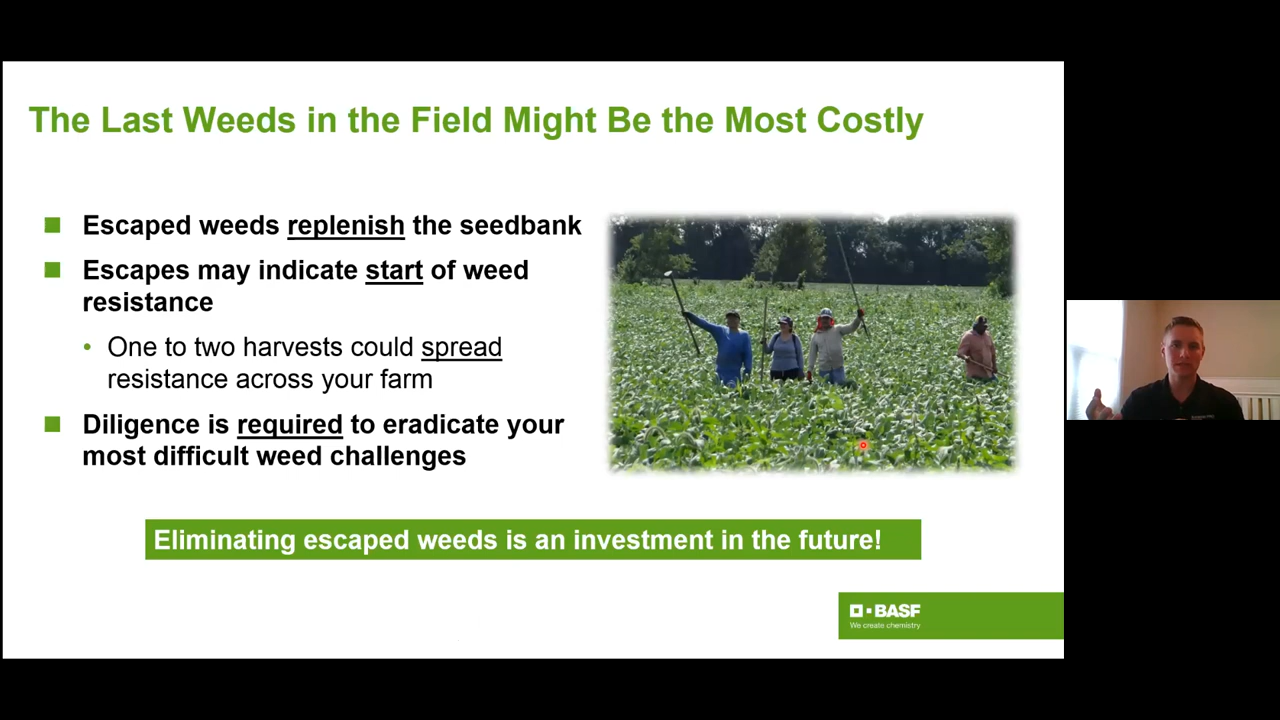 The Last Weeds in the Field Might Be the Most Costly
Escaped weeds replenish the seedbank
Escapes may indicate start of weed
resistance
One to two harvests could spread
resistance across your farm
Diligence is required to eradicate your
most difficult weed challenges
Eliminating escaped weeds is an investment in the future!
BASF
We create chemistry